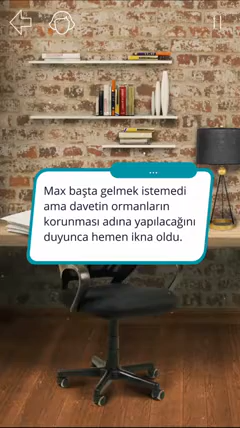 ...
Max başta gelmek istemedi
ama davetin ormanların
korunması adına yapılacağını
duyunca hemen ikna oldu.